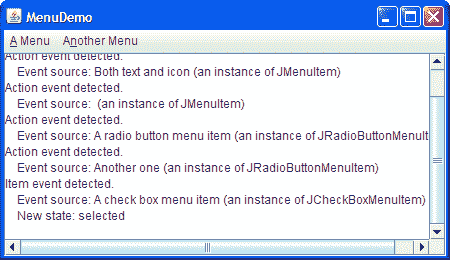 MenuDemo
A Menu Another Menu
Action event detected.
Event source: Both text and icon (an instance of JMenuItem)
Action event detected.
Event source:  (an instance of JMenuItem)
Action event detected.
Event source: A radio button menu item (an instance of JRadioButtonMenuIt
Action event detected.
Event source: Another one (an instance of JRadioButtonMenuItem)
Item event detected.
Event source: A check box menu item (an instance of JCheckBoxMenuItem)
New state: selected